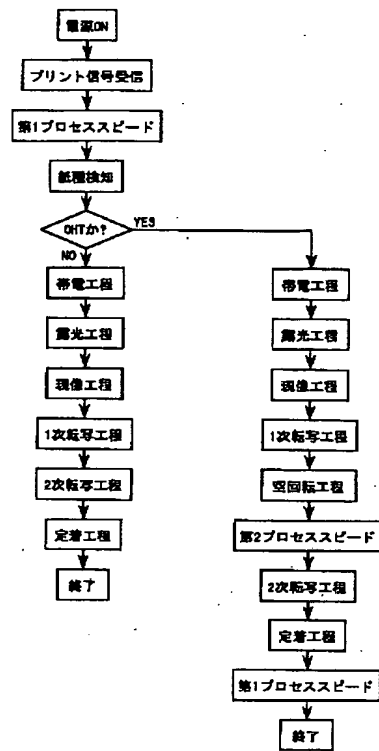 電源ON
プリント信号受信
第1プロセススピード
紙種検知
OHTか?
YES
NO
帯電工程
露光工程
現像工程
1次転写工程
2次転写工程
定着工程
終了
帯電工程
露光工程
現像工程
1次転写工程
空回転工程
第2プロセススピード
2次転写工程
定着工程
第1プロセススピード
終了